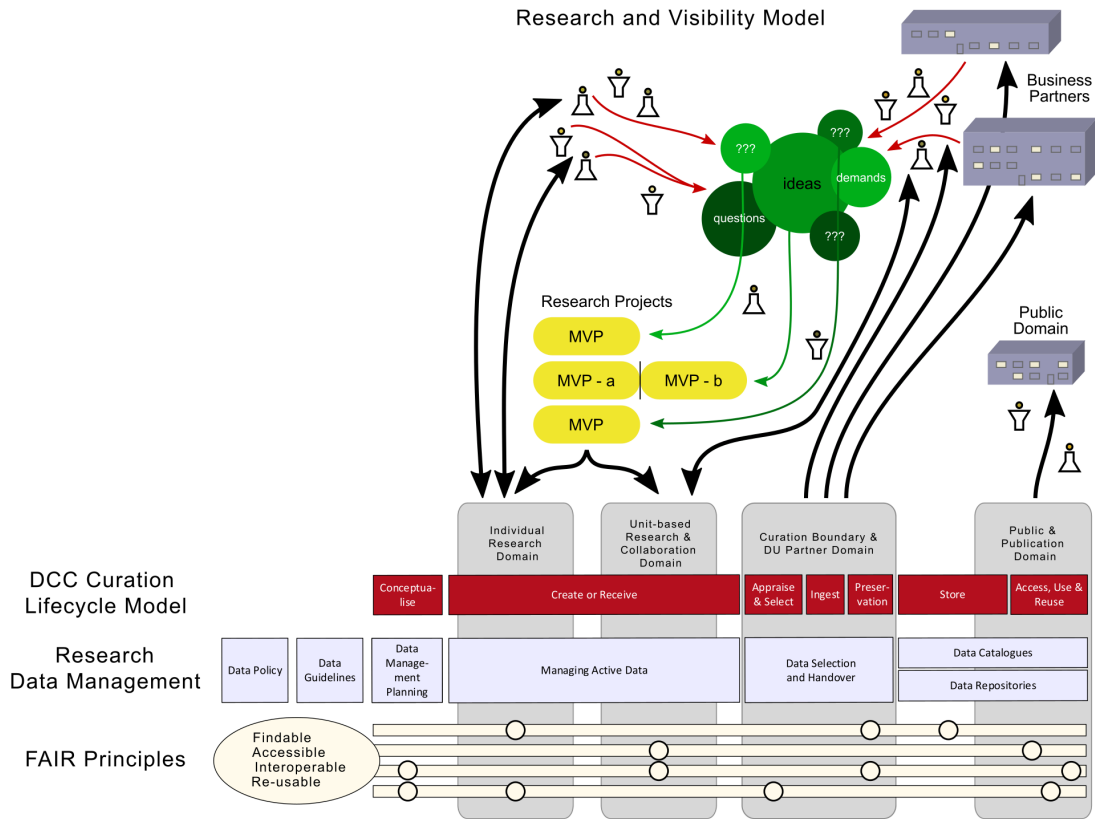 Research and Visibility Model
Business
Partners
???
???
ideas
demands
questions
???
Research Projects
MVP
MVP - a
MVP - b
MVP
Public
Domain
Individual
Research
Domain
Unit-based
Research &
Collaboration
Domain
Curation Boundary &
DU Partner Domain
Public &
Publication
Domain
DCC Curation
Lifecycle Model
Conceptua-
lise
Create or Receive
Appraise
& Select
Ingest
Preser-
vation
Store
Access, Use &
Reuse
Research
Data Management
Data Policy
Data
Guidelines
Data
Manage-
ment
Planning
Managing Active Data
Data Selection
and Handover
Data Catalogues
Data Repositories
FAIR Principles
Findable
Accessible
Interoperable
Re-usable